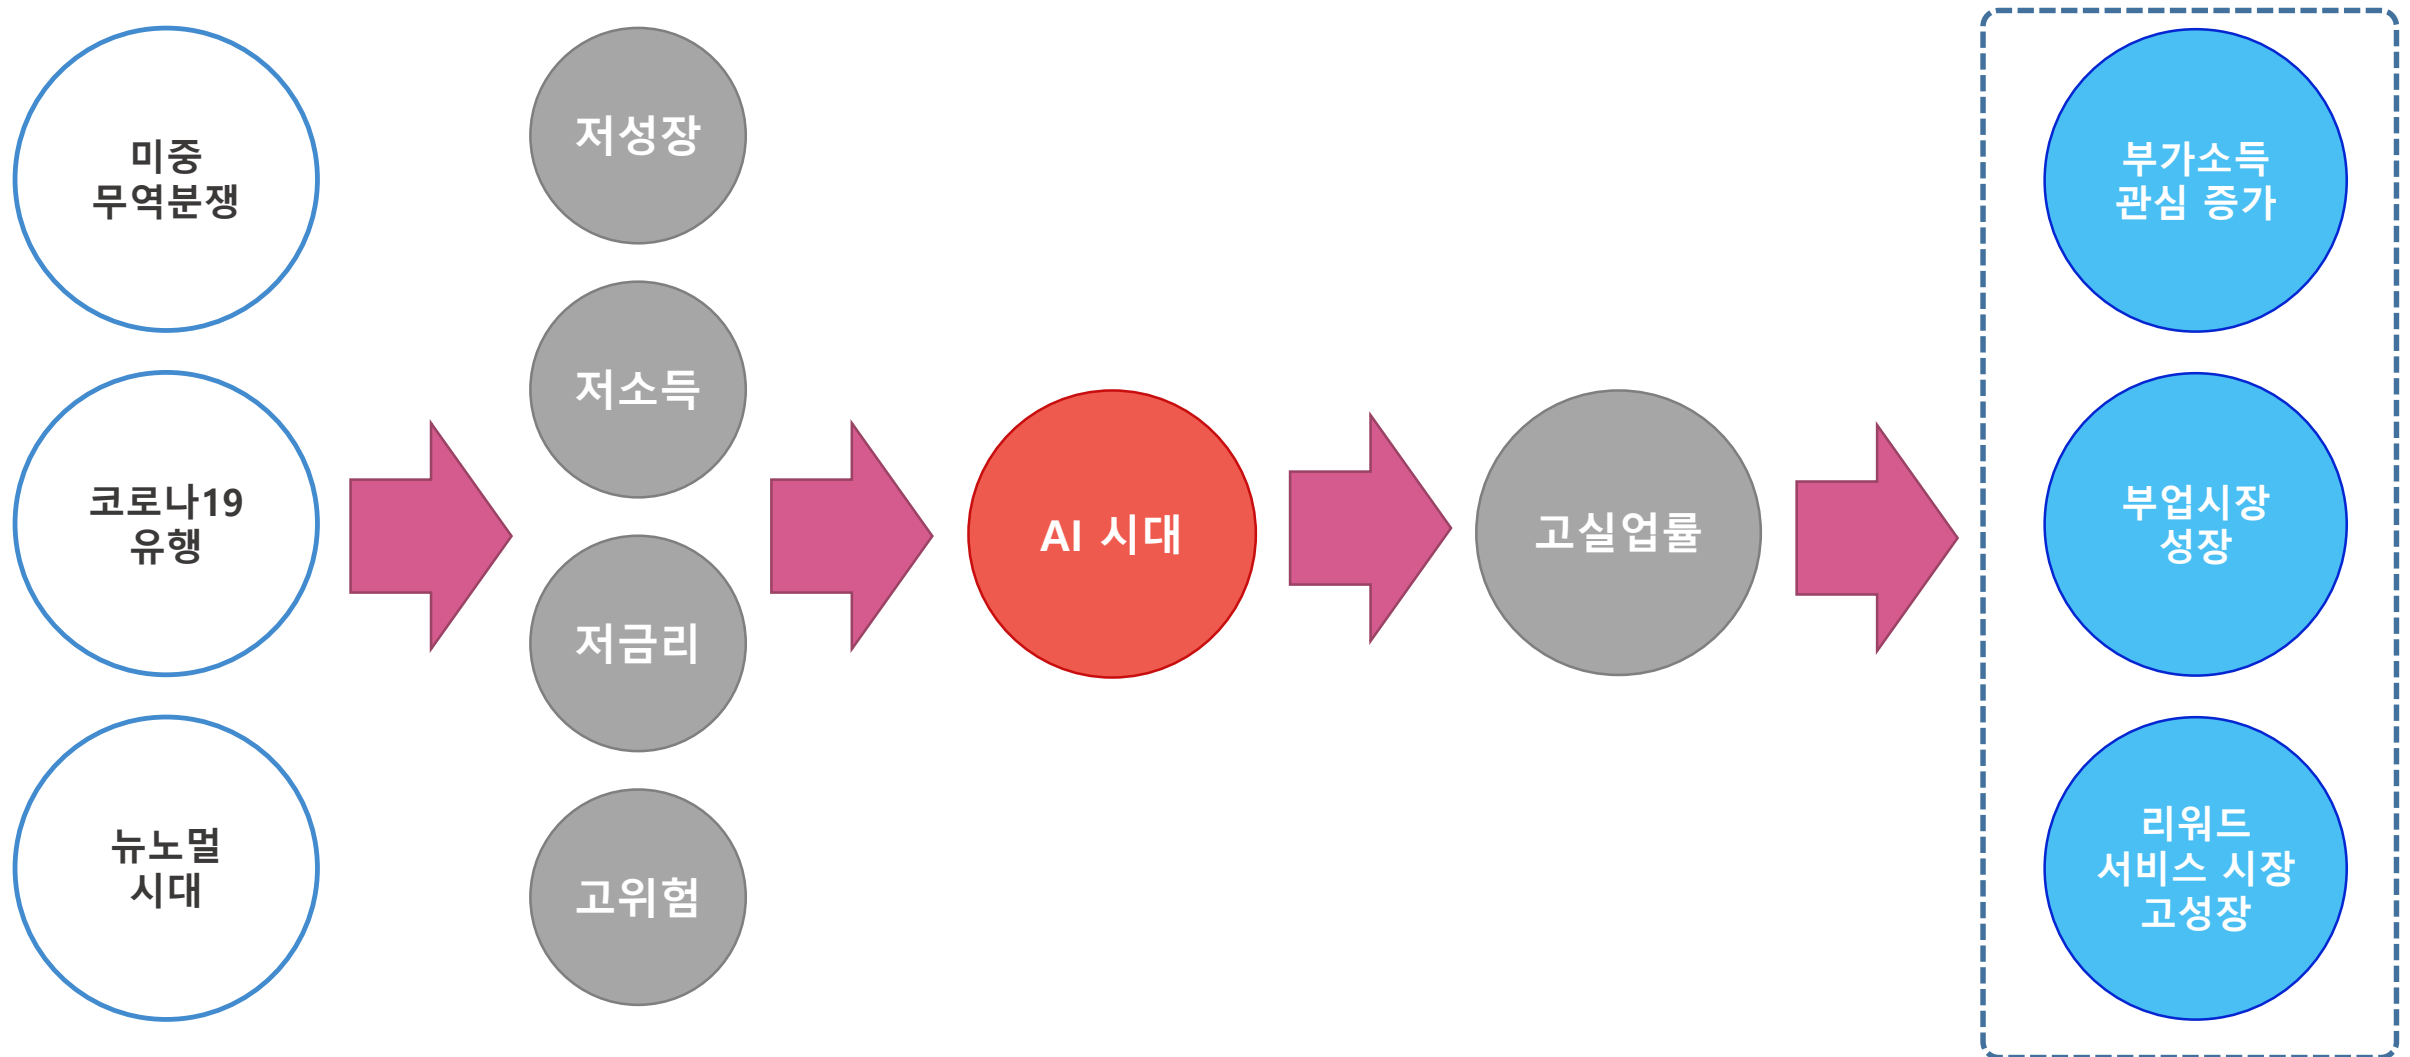 미중
무역분쟁
코로나19
유행
뉴노멀
시대
저성장
저소득
저금리
고위험
AI 시대
고실업률
부가소득
관심 증가
부업시장
성장
리워드
서비스 시장
고성장